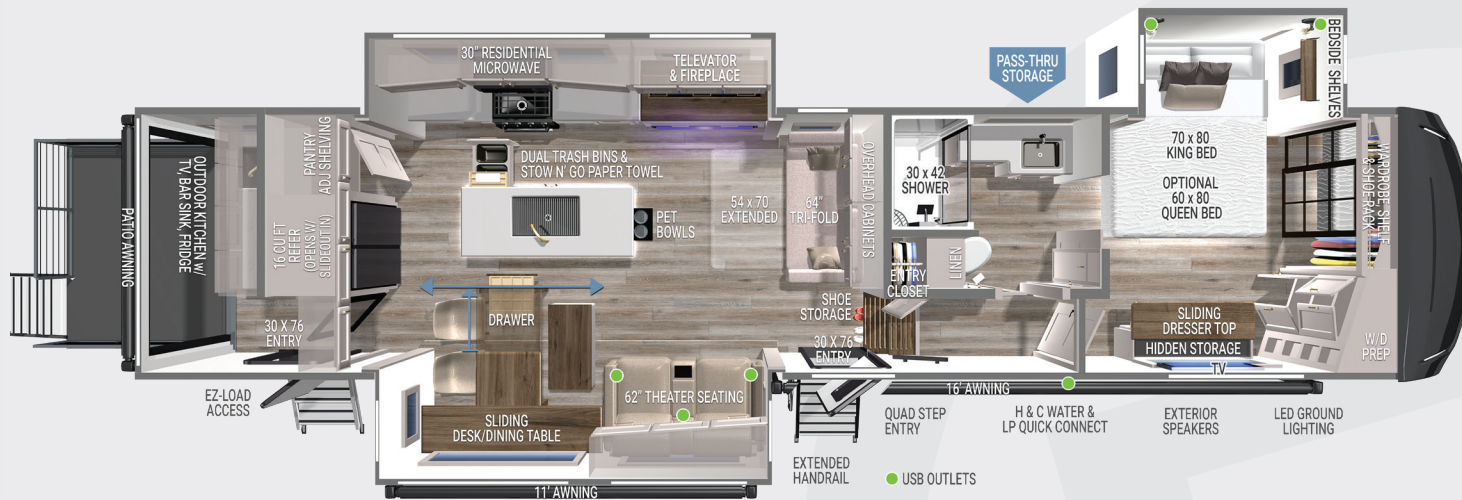 30" RESIDENTIAL
MICROWAVE
TELEVATOR
& FIREPLACE
PASS-THRU
STORAGE
BEDSIDE SHELVES
PATIO AWNING
OUTDOOR KITCHEN w/
TV, BAR SINK, FRIDGE
PANTRY
ADJ SHELVING
16 CU FT
REFER
(OPENS W/
SLIDEOUT IN)
DUAL TRASH BINS &
STOW N' GO PAPER TOWEL
PET
BOWLS
54 x 70
EXTENDED
64"
TRI-FOLD
OVERHEAD CABINETS
30 x 42
SHOWER
LINEN
ENTRY
CLOSET
70 x 80
KING BED
OPTIONAL
60 x 80
QUEEN BED
WARDROBE, SHELF
& SHOE RACK
DRAWER
SHOE
STORAGE
30 X 76
ENTRY
30 X 76
ENTRY
SLIDING
DRESSER TOP
HIDDEN STORAGE
TV
W/D
PREP
EZ-LOAD
ACCESS
62" THEATER SEATING
SLIDING
DESK/DINING TABLE
16' AWNING
QUAD STEP
ENTRY
H & C WATER &
LP QUICK CONNECT
EXTERIOR
SPEAKERS
LED GROUND
LIGHTING
EXTENDED
HANDRAIL
USB OUTLETS
11' AWNING